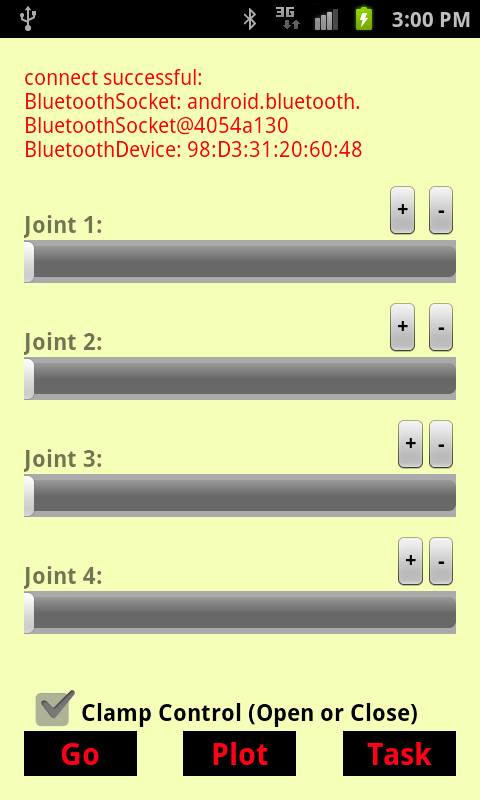 3G 3:00 PM
connect successful:
BluetoothSocket: android.bluetooth.
BluetoothSocket@4054a130
BluetoothDevice: 98:D3:31:20:60:48
Joint 1: + -
Joint 2: + -
Joint 3: + -
Joint 4: + -
Clamp Control (Open or Close)
Go Plot Task